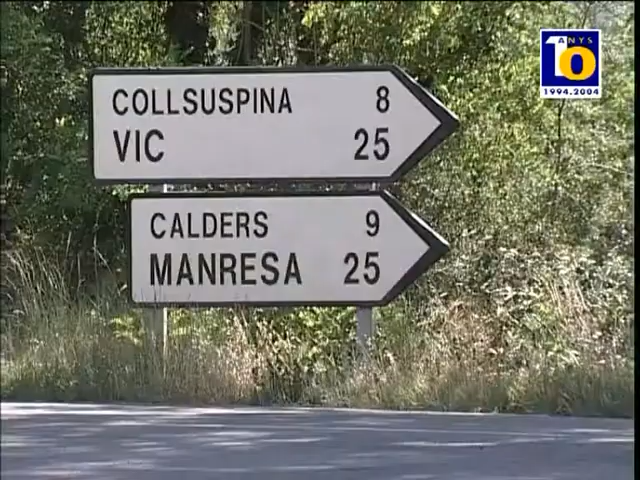 COLLSUSPINA 8
VIC 25
CALDERS 9
MANRESA 25
10
ANYS
1994.2004